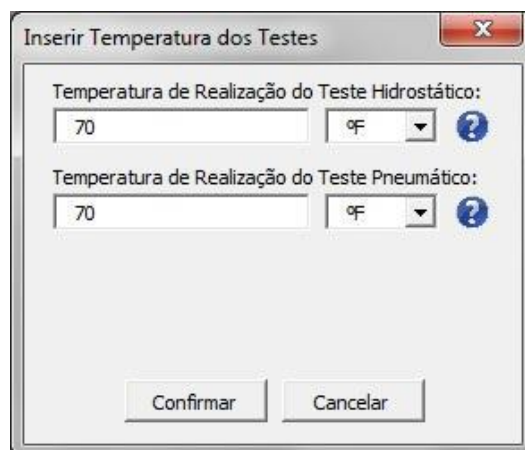 Inserir Temperatura dos Testes
x
Temperatura de Realização do Teste Hidrostático:
70 ºF ?
Temperatura de Realização do Teste Pneumático:
70 ºF ?
Confirmar Cancelar